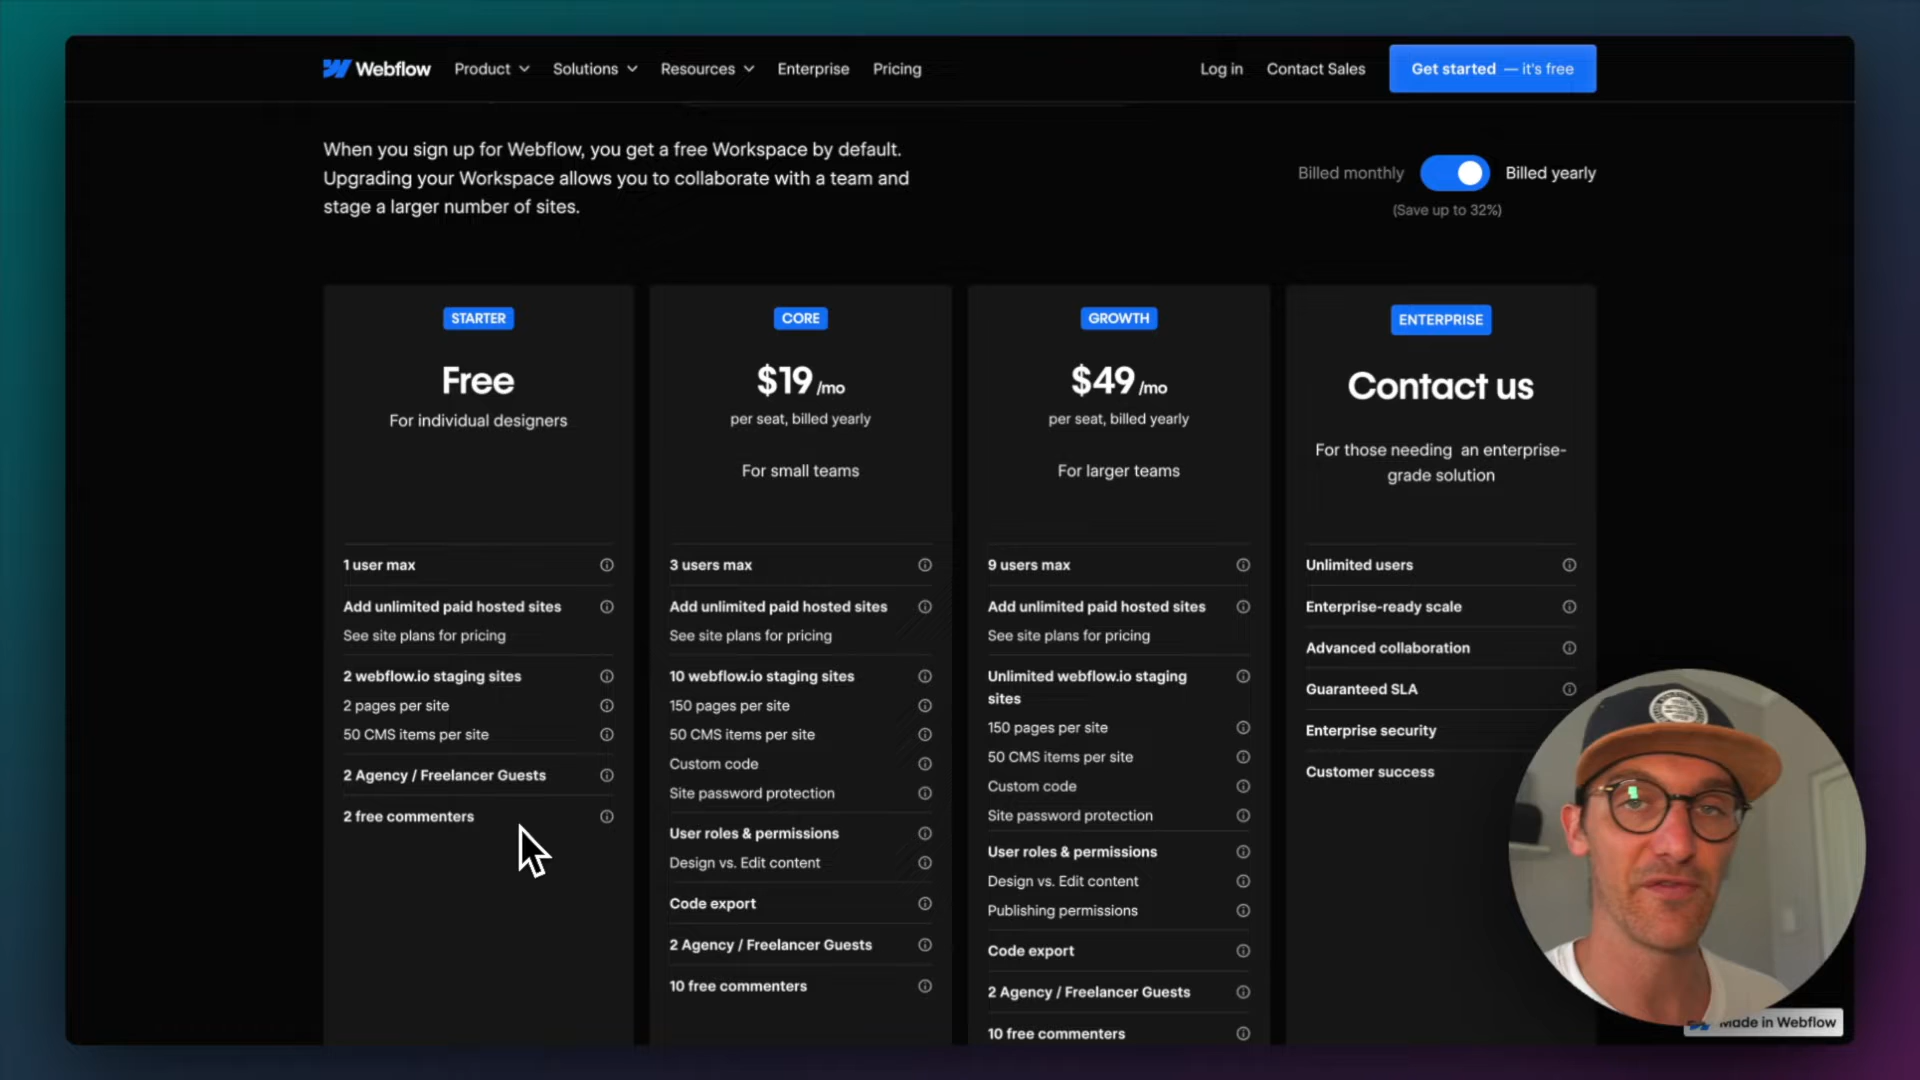 Webflow
Product
Solutions
Resources
Enterprise
Pricing
Log in
Contact Sales
Get started — it's free
When you sign up for Webflow, you get a free Workspace by default.
Upgrading your Workspace allows you to collaborate with a team and
stage a larger number of sites.
Billed monthly
Billed yearly
(Save up to 32%)
STARTER
Free
For individual designers
1 user max
Add unlimited paid hosted sites
See site plans for pricing
2 webflow.io staging sites
2 pages per site
50 CMS items per site
2 Agency / Freelancer Guests
2 free commenters
CORE
$19 /mo
per seat, billed yearly
For small teams
3 users max
Add unlimited paid hosted sites
See site plans for pricing
10 webflow.io staging sites
150 pages per site
50 CMS items per site
Custom code
Site password protection
User roles & permissions
Design vs. Edit content
Code export
2 Agency / Freelancer Guests
10 free commenters
GROWTH
$49 /mo
per seat, billed yearly
For larger teams
9 users max
Add unlimited paid hosted sites
See site plans for pricing
Unlimited webflow.io staging
sites
150 pages per site
50 CMS items per site
Custom code
Site password protection
User roles & permissions
Design vs. Edit content
Publishing permissions
Code export
2 Agency / Freelancer Guests
10 free commenters
ENTERPRISE
Contact us
For those needing an enterprise-
grade solution
Unlimited users
Enterprise-ready scale
Advanced collaboration
Guaranteed SLA
Enterprise security
Customer success
Made in Webflow